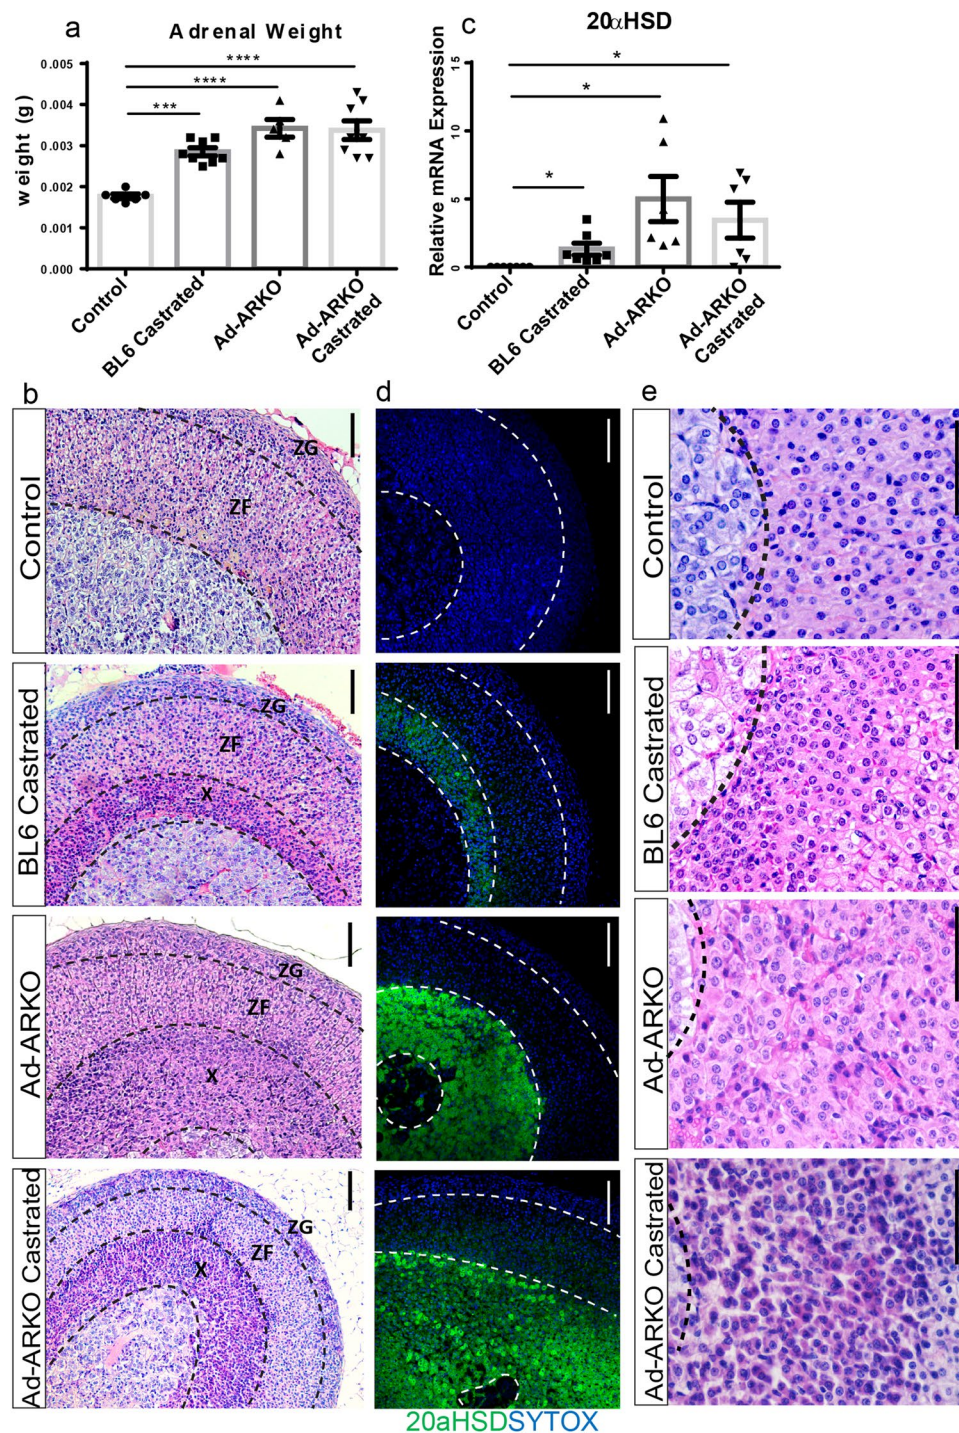 a
Adrenal Weight
weight (g)
0.005
0.004
0.003
0.002
0.001
0.000
****
****
***
Control
BL6 Castrated
Ad-ARKO
Ad-ARKO
Castrated
c
20αHSD
Relative mRNA Expression
15
10
5
0
*
*
*
Control
BL6 Castrated
Ad-ARKO
Ad-ARKO
Castrated
b
d
e
Control
ZG
ZF
Control
BL6 Castrated
ZG
ZF
X
BL6 Castrated
Ad-ARKO
ZG
ZF
X
Ad-ARKO
Ad-ARKO Castrated
ZG
ZF
X
Ad-ARKO Castrated
20aHSDSYTOX